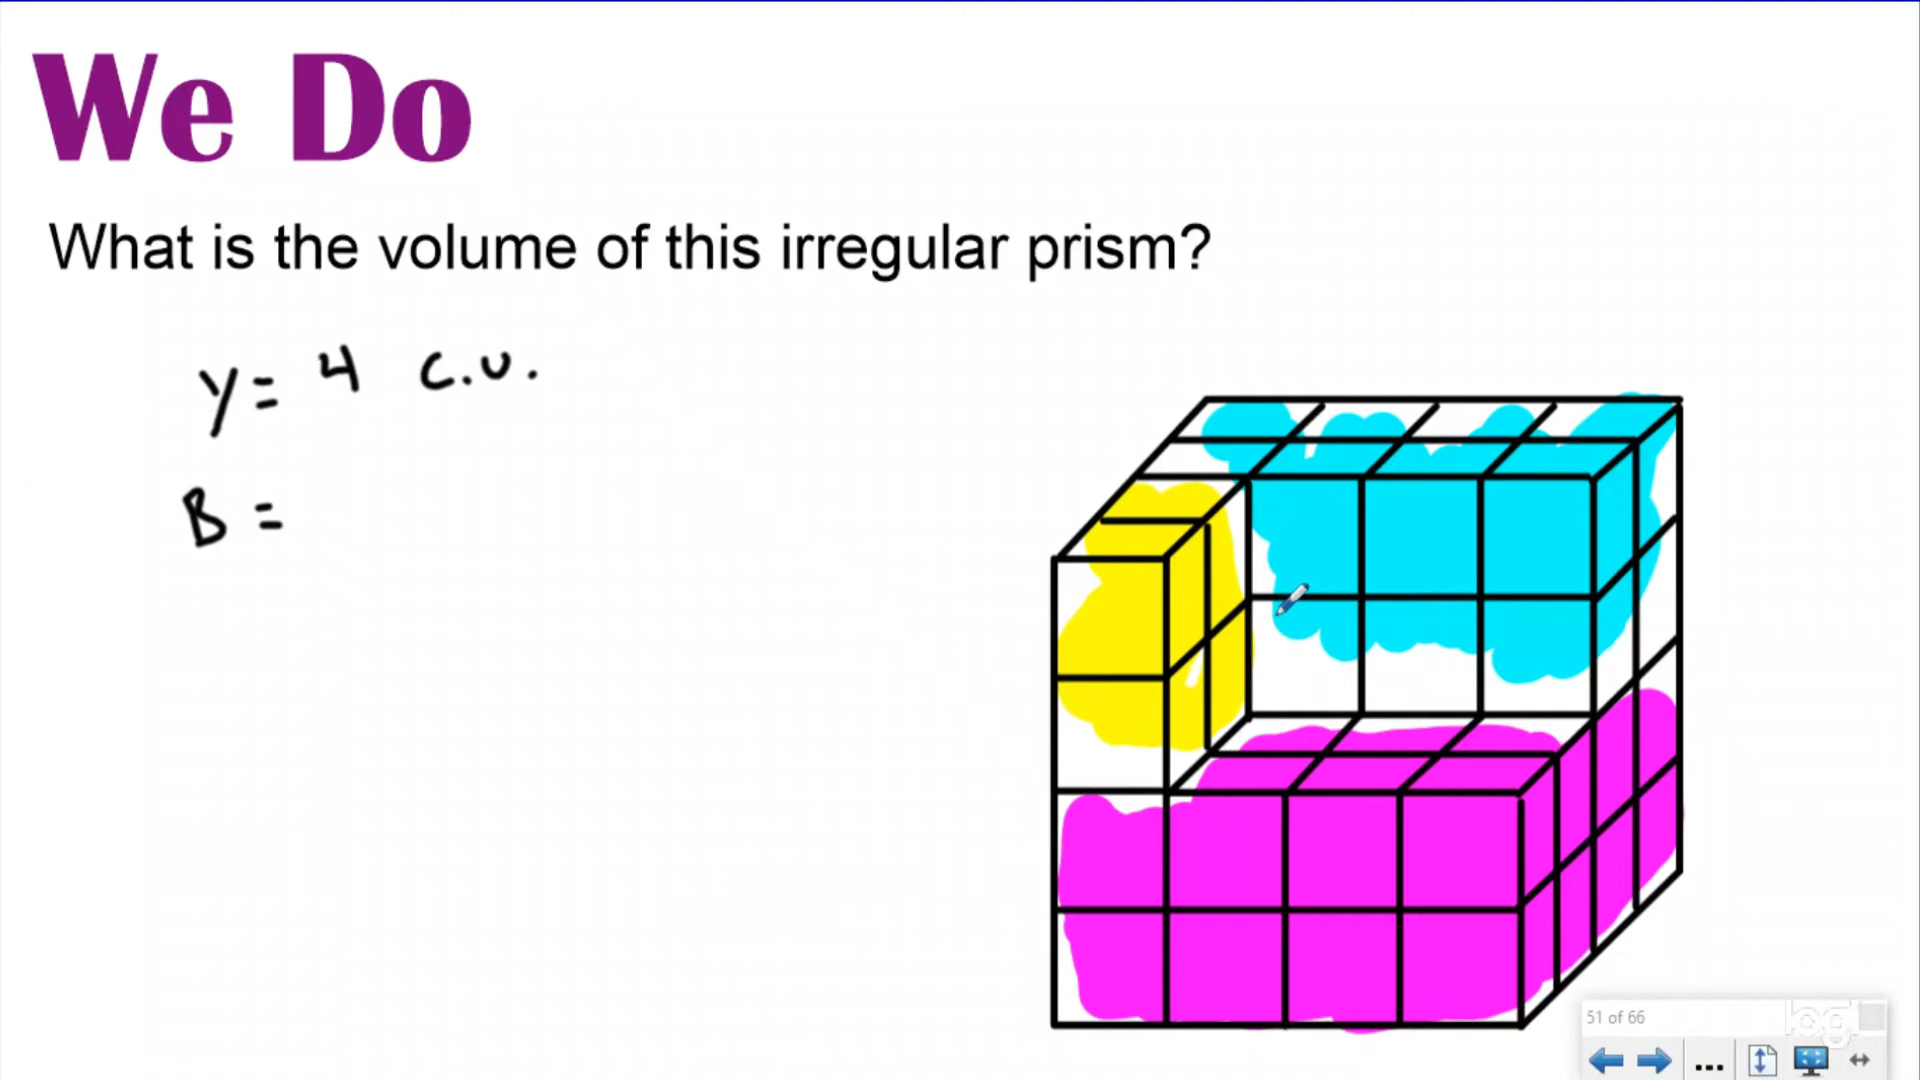 We Do
What is the volume of this irregular prism?
y= 4 c.u.
B =
51 of 66